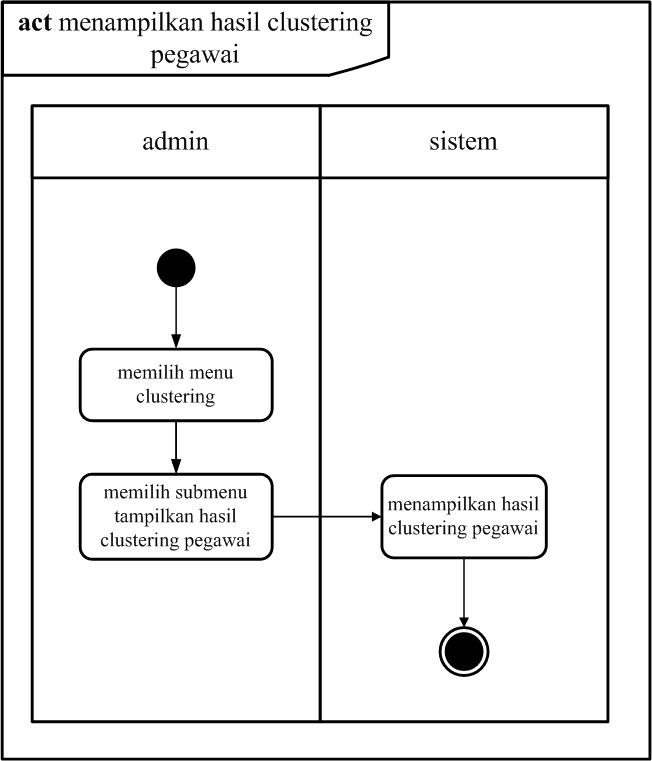 act menampilkan hasil clustering
pegawai
admin
sistem
memilih menu
clustering
memilih submenu
tampilkan hasil
clustering pegawai
menampilkan hasil
clustering pegawai